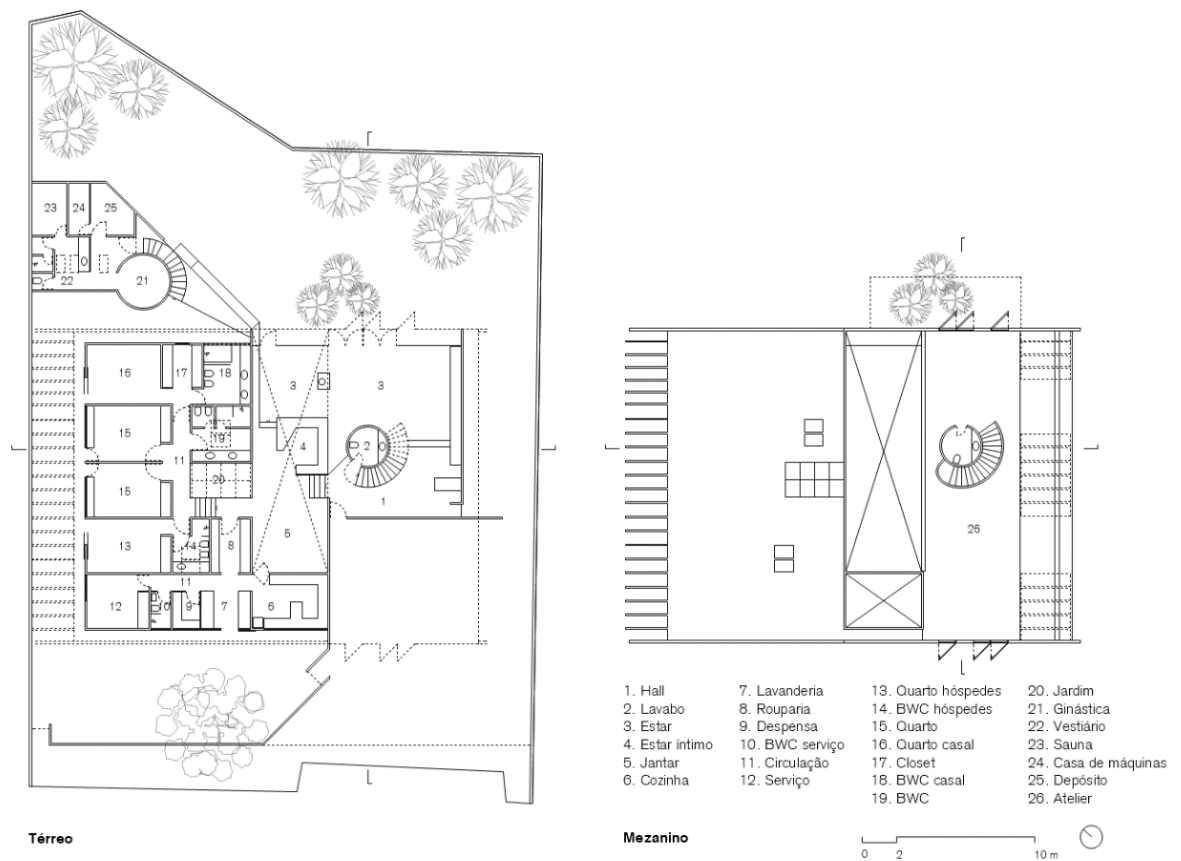 23 24 25
22 21
16 17 18 3 3
15 19 4 2
11
15 20 1
13 14 8 5
11
12 10 9 7 6
26
1. Hall
2. Lavabo
3. Estar
4. Estar íntimo
5. Jantar
6. Cozinha
7. Lavanderia
8. Rouparia
9. Despensa
10. BWC serviço
11. Circulação
12. Serviço
13. Quarto hóspedes
14. BWC hóspedes
15. Quarto
16. Quarto casal
17. Closet
18. BWC casal
19. BWC
20. Jardim
21. Ginástica
22. Vestiário
23. Sauna
24. Casa de máquinas
25. Depósito
26. Atelier
Térreo
Mezanino
0 2 10 m